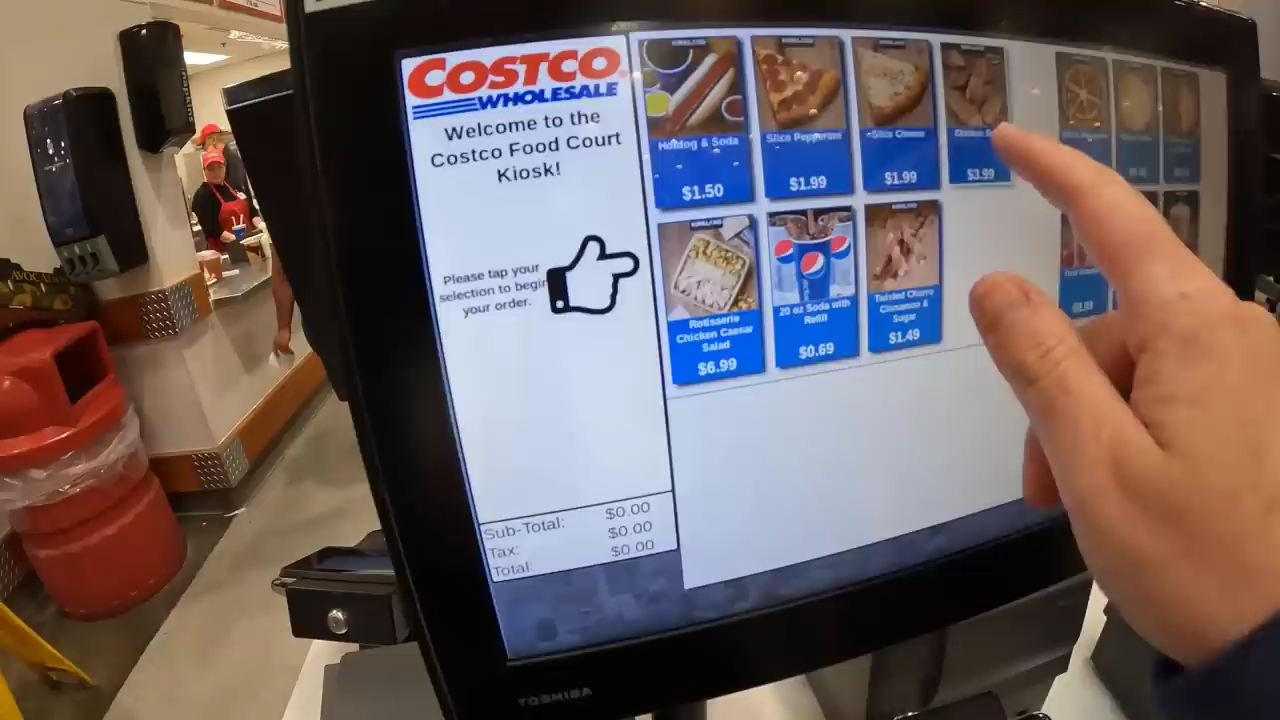 COSTCO
WHOLESALE
Welcome to the
Costco Food Court
Kiosk!
Please tap your
selection to begin
your order.
Sub-Total: $0.00
Tax: $0.00
Total: $0.00
Hotdog & Soda
$1.50
Slice Pepperoni
$1.99
Slice Cheese
$1.99
Chicken
$3.99
Rotisserie
Chicken Caesar
Salad
$6.99
20 oz Soda with
Refill
$0.69
Twisted Churro
Cinnamon &
Sugar
$1.49
TOSHIBA